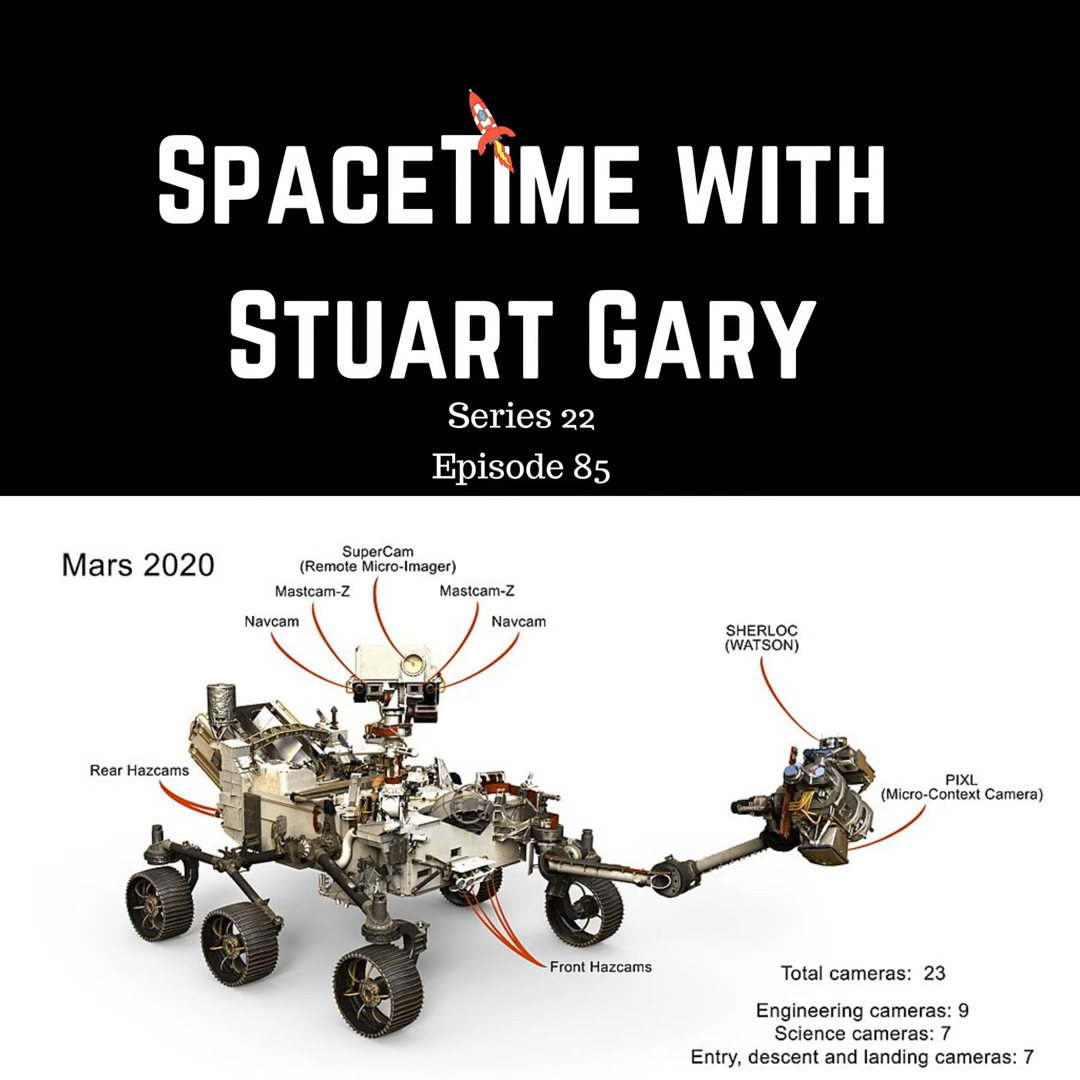 SPACETIME WITH
STUART GARY
Series 22
Episode 85
Mars 2020
SuperCam
(Remote Micro-Imager)
Mastcam-Z
Mastcam-Z
Navcam
Navcam
SHERLOC
(WATSON)
Rear Hazcams
PIXL
(Micro-Context Camera)
Front Hazcams
Total cameras: 23
Engineering cameras: 9
Science cameras: 7
Entry, descent and landing cameras: 7